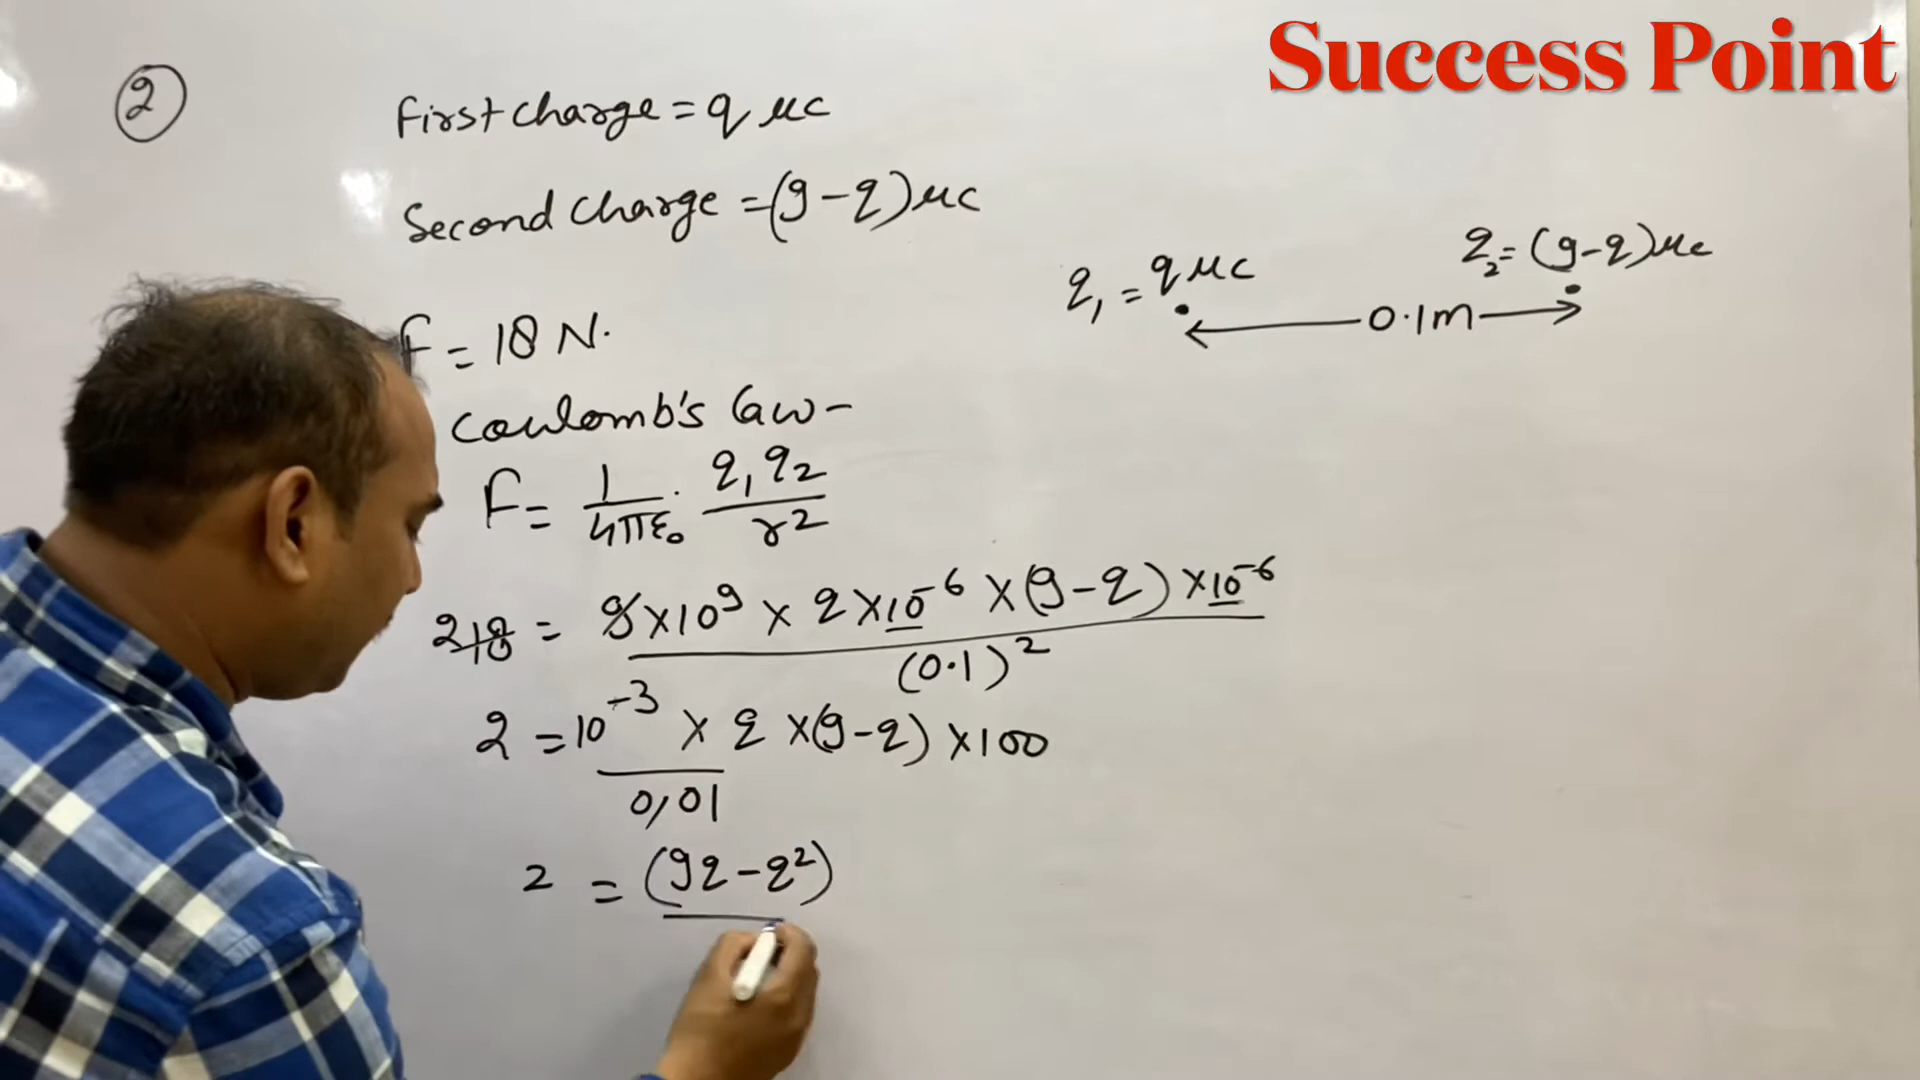 Success Point
2
First charge = q μc
Second charge = (9-q) μc
q₁ = q μc
q₂ = (9-q) μc
0.1m
F = 18 N.
Coulomb's Law -
F = 1/4πε₀ . q₁q₂/r²
2 18 = 9×10⁹ × q×10⁻⁶ × (9-q) ×10⁻⁶ / (0.1)²
2 = 10⁻³ × q ×(9-q) ×100
0,01
2 = (9q-q²)